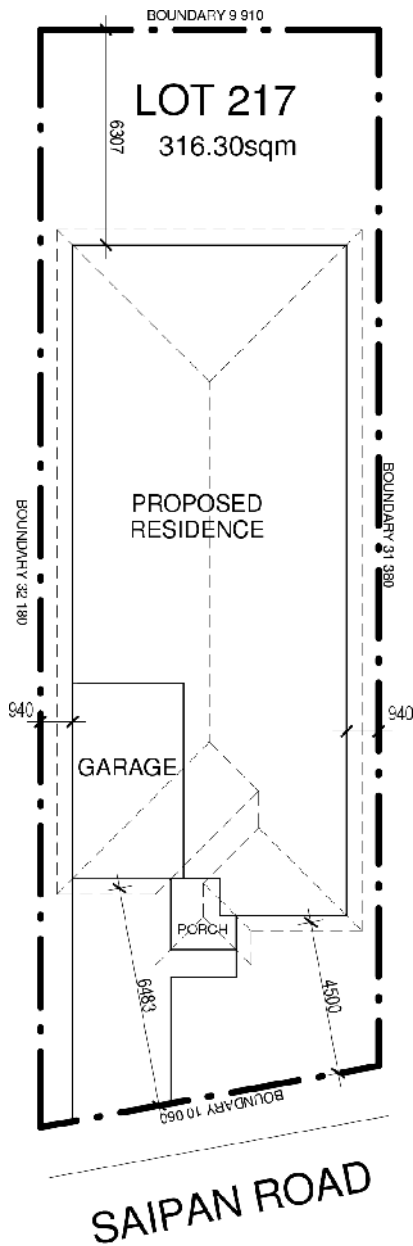 BOUNDARY 9 910
LOT 217
316.30sqm
6307
PROPOSED
RESIDENCE
BOUNDARY 32 180
BOUNDARY 31 380
940
940
GARAGE
PORCH
6483
4500
BOUNDARY 10 060
SAIPAN ROAD